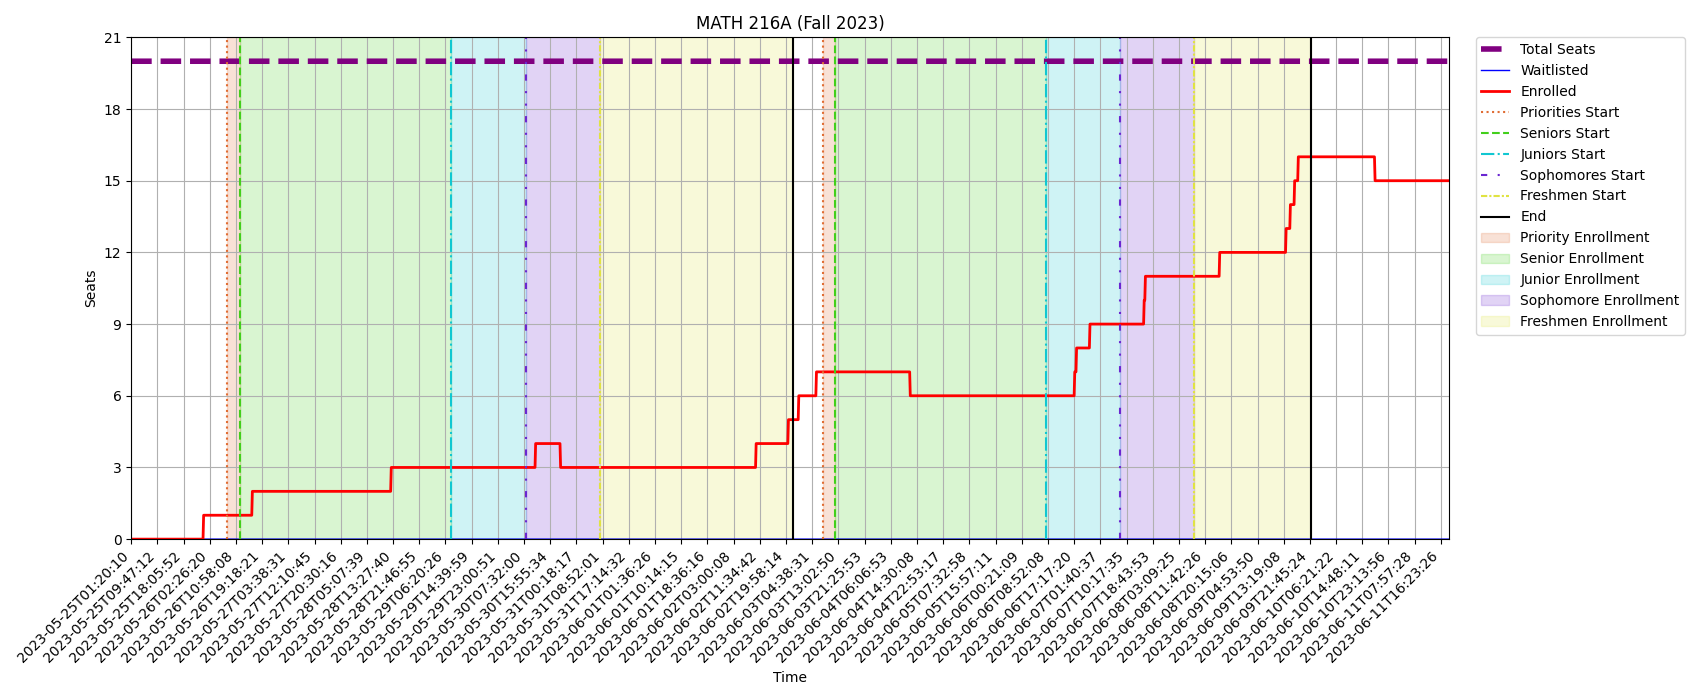 MATH 216A (Fall 2023)
21
18
15
12
9
6
3
0
Seats
2023-05-25T01:20:10
2023-05-25T09:47:12
2023-05-25T18:05:52
2023-05-26T02:26:20
2023-05-26T10:58:08
2023-05-26T19:18:21
2023-05-27T03:38:31
2023-05-27T12:10:45
2023-05-27T20:30:16
2023-05-28T05:07:39
2023-05-28T13:27:40
2023-05-28T21:46:55
2023-05-29T06:20:26
2023-05-29T14:39:59
2023-05-29T23:00:51
2023-05-30T07:32:00
2023-05-30T15:55:34
2023-05-31T00:18:17
2023-05-31T08:52:01
2023-05-31T17:14:32
2023-06-01T01:36:26
2023-06-01T10:14:15
2023-06-01T18:36:16
2023-06-02T03:00:08
2023-06-02T11:34:42
2023-06-02T19:58:14
2023-06-03T04:38:31
2023-06-03T13:02:50
2023-06-03T21:25:53
2023-06-04T06:06:53
2023-06-04T14:30:08
2023-06-04T22:53:17
2023-06-05T07:32:58
2023-06-05T15:57:11
2023-06-06T00:21:09
2023-06-06T08:52:08
2023-06-06T17:17:20
2023-06-07T01:40:37
2023-06-07T10:17:35
2023-06-07T18:43:53
2023-06-08T03:09:25
2023-06-08T11:42:26
2023-06-08T20:15:06
2023-06-09T04:53:50
2023-06-09T13:19:08
2023-06-09T21:45:24
2023-06-10T06:21:22
2023-06-10T14:48:11
2023-06-10T23:13:56
2023-06-11T07:57:28
2023-06-11T16:23:26
Time
Total Seats
Waitlisted
Enrolled
Priorities Start
Seniors Start
Juniors Start
Sophomores Start
Freshmen Start
End
Priority Enrollment
Senior Enrollment
Junior Enrollment
Sophomore Enrollment
Freshmen Enrollment